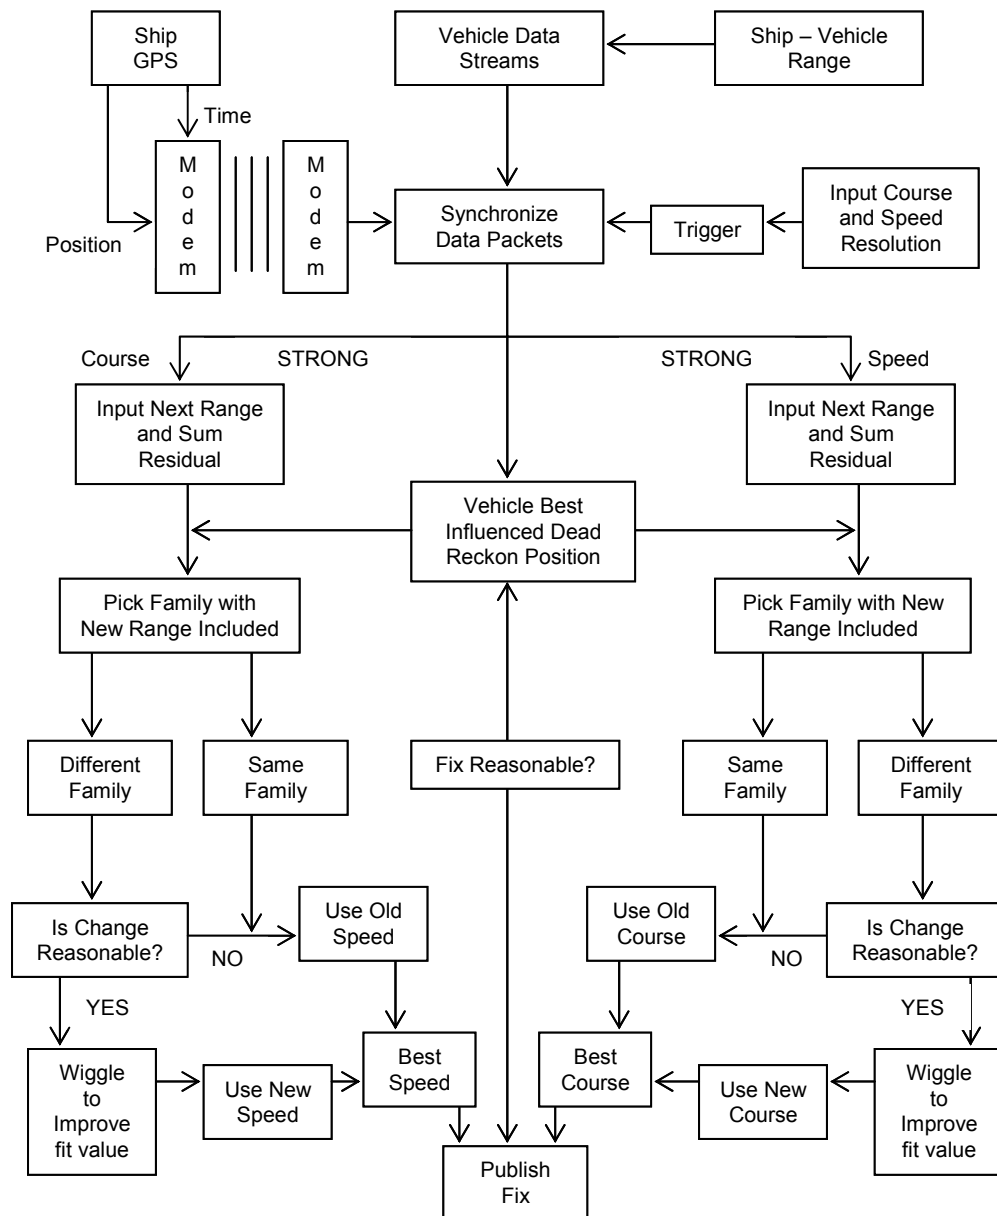 Ship
GPS
Vehicle Data
Streams
Ship – Vehicle
Range
Time
M
o
d
e
m
M
o
d
e
m
Position
Synchronize
Data Packets
Trigger
Input Course
and Speed
Resolution
Course
STRONG
STRONG
Speed
Input Next Range
and Sum
Residual
Input Next Range
and Sum
Residual
Vehicle Best
Influenced Dead
Reckon Position
Pick Family with
New Range Included
Pick Family with New
Range Included
Different
Family
Same
Family
Fix Reasonable?
Same
Family
Different
Family
Is Change
Reasonable?
NO
Use Old
Speed
Use Old
Course
NO
Is Change
Reasonable?
YES
YES
Wiggle
to
Improve
fit value
Use New
Speed
Best
Speed
Best
Course
Use New
Course
Wiggle
to
Improve
fit value
Publish
Fix